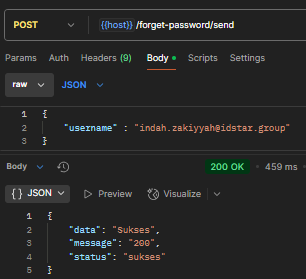 POST {{host}} /forget-password/send
Params Auth Headers (9) Body Scripts Settings
raw JSON
1 {
2 "username" : "indah.zakiyyah@idstar.group"
3 }
Body 200 OK 459 ms
{} JSON Preview Visualize
1 {
2 "data": "Sukses",
3 "message": "200",
4 "status": "sukses"
5 }